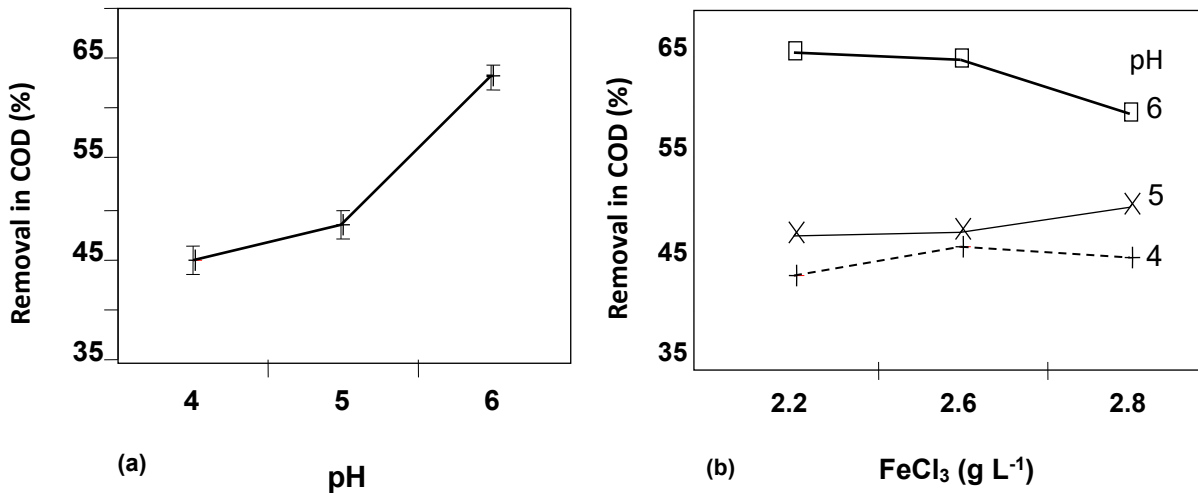 Removal in COD (%)
65
55
45
35
4 5 6
(a)
pH
Removal in COD (%)
65
55
45
35
pH
6
5
4
2.2 2.6 2.8
(b)
FeCl₃ (g L⁻¹)